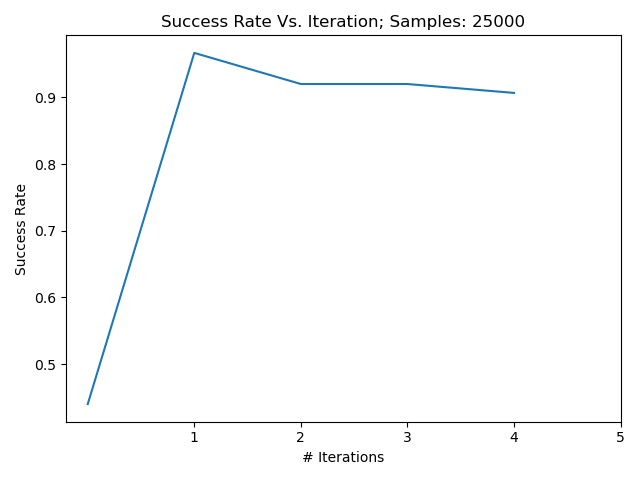 Success Rate Vs. Iteration; Samples: 25000
0.9
0.8
0.7
0.6
0.5
Success Rate
1 2 3 4 5
# Iterations